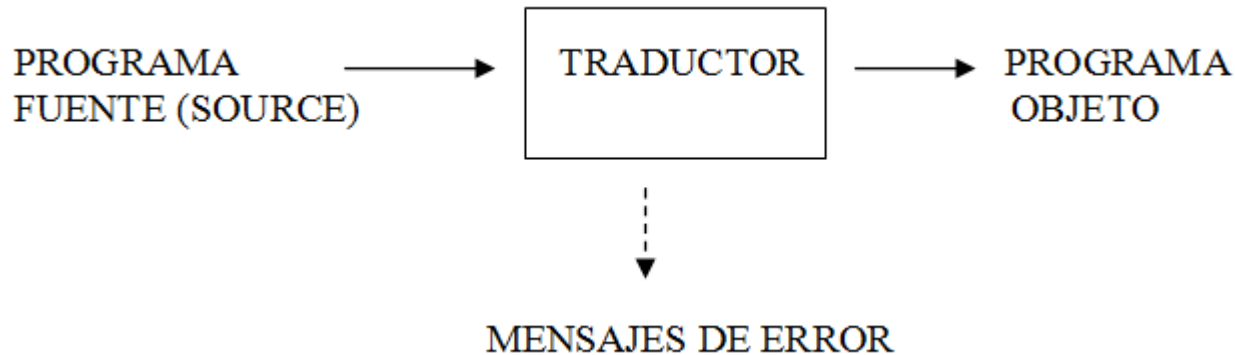 PROGRAMA
FUENTE (SOURCE)
TRADUCTOR
PROGRAMA
OBJETO
MENSAJES DE ERROR